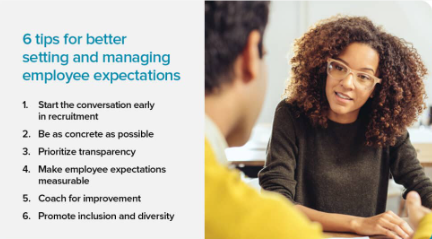 6 tips for better
setting and managing
employee expectations
1. Start the conversation early
in recruitment
2. Be as concrete as possible
3. Prioritize transparency
4. Make employee expectations
measurable
5. Coach for improvement
6. Promote inclusion and diversity